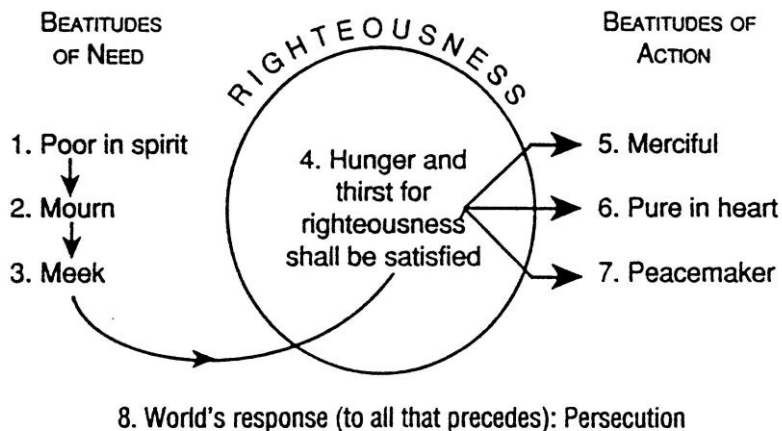 BEATITUDES
OF NEED
RIGHTEOUSNESS
BEATITUDES OF
ACTION
1. Poor in spirit
2. Mourn
3. Meek
4. Hunger and
thirst for
righteousness
shall be satisfied
5. Merciful
6. Pure in heart
7. Peacemaker
8. World's response (to all that precedes): Persecution